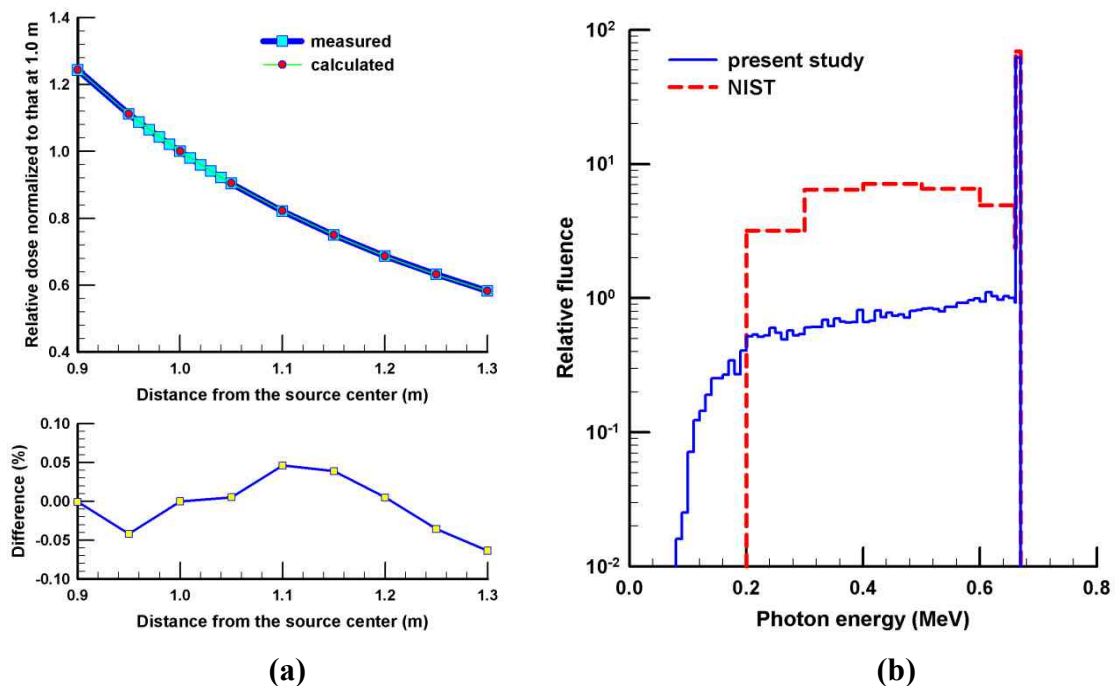 1.4
1.2
1.0
0.8
0.6
0.4
Relative dose normalized to that at 1.0 m
measured
calculated
0.9 1.0 1.1 1.2 1.3
Distance from the source center (m)
0.10
0.05
0.00
-0.05
-0.10
Difference (%)
0.9 1.0 1.1 1.2 1.3
Distance from the source center (m)
(a)
10²
10¹
10⁰
10⁻¹
10⁻²
Relative fluence
present study
NIST
0.0 0.2 0.4 0.6 0.8
Photon energy (MeV)
(b)